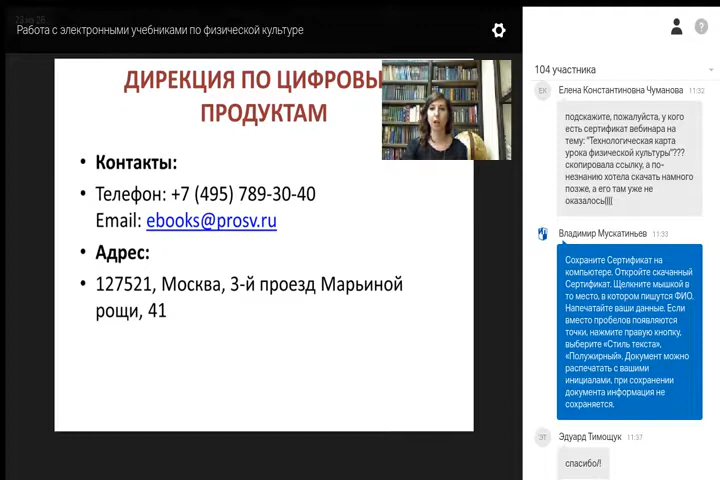 23 из 26
Работа с электронными учебниками по физической культуре
ДИРЕКЦИЯ ПО ЦИФРОВЫ
ПРОДУКТАМ
• Контакты:
• Телефон: +7 (495) 789-30-40
Email: ebooks@prosv.ru
• Адрес:
• 127521, Москва, 3-й проезд Марьиной
рощи, 41
104 участника
ЕК
Елена Константиновна Чуманова 11:32
подскажите, пожалуйста, у кого
есть сертификат вебинара на
тему: "Технологическая карта
урока физической культуры"???
скопировала ссылку, а по-
незнанию хотела скачать намного
позже, а его там уже не
оказалось((((
Владимир Мускатиньев 11:33
Сохраните Сертификат на
компьютере. Откройте скачанный
Сертификат. Щелкните мышкой в
то место, в котором пишутся ФИО.
Напечатайте ваши данные. Если
вместо пробелов появляются
точки, нажмите правую кнопку,
выберите «Стиль текста»,
«Полужирный». Документ можно
распечатать с вашими
инициалами, при сохранении
документа информация не
сохраняется.
ЭТ
Эдуард Тимощук 11:37
спасибо/!